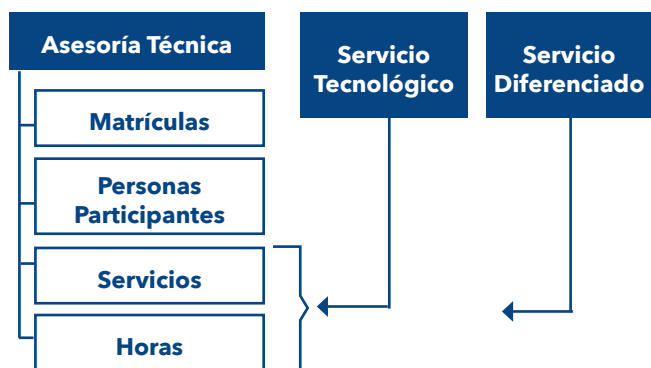 Asesoría Técnica
Matrículas
Personas
Participantes
Servicios
Horas
Servicio
Tecnológico
Servicio
Diferenciado